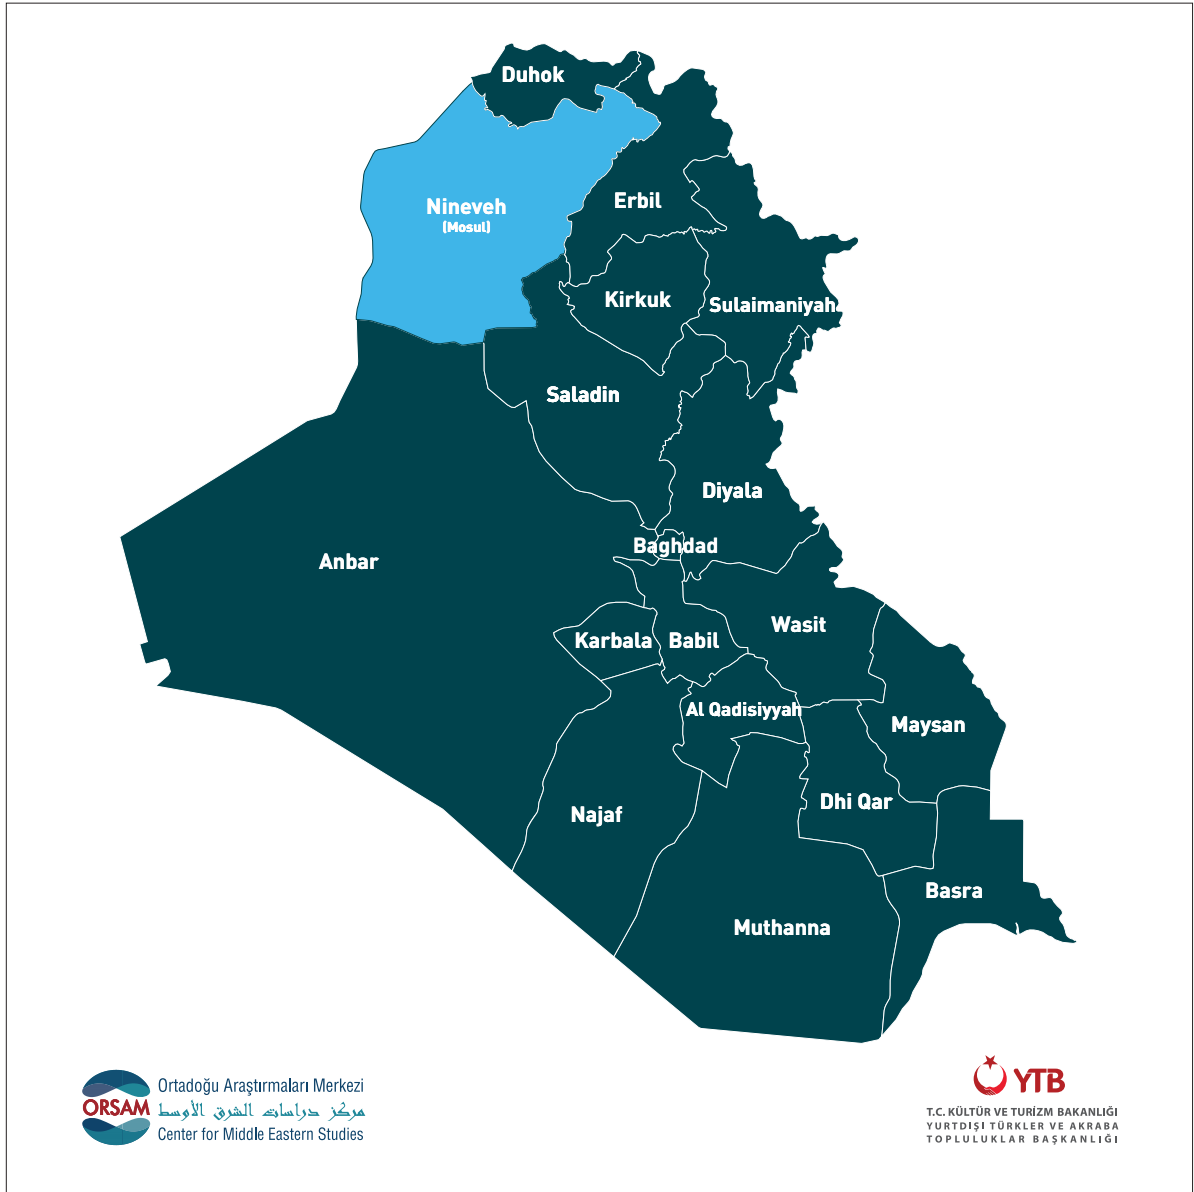 Duhok
Nineveh
(Mosul)
Erbil
Kirkuk
Sulaimaniyah
Saladin
Diyala
Baghdad
Anbar
Wasit
Karbala
Babil
Al Qadisiyyah
Maysan
Dhi Qar
Najaf
Basra
Muthanna
ORSAM
Ortadoğu Araştırmaları Merkezi
مركز دراسات الشرق الأوسط
Center for Middle Eastern Studies
YTB
T.C. KÜLTÜR VE TURİZM BAKANLIĞI
YURTDIŞI TÜRKLER VE AKRABA
TOPLULUKLAR BAŞKANLIĞI